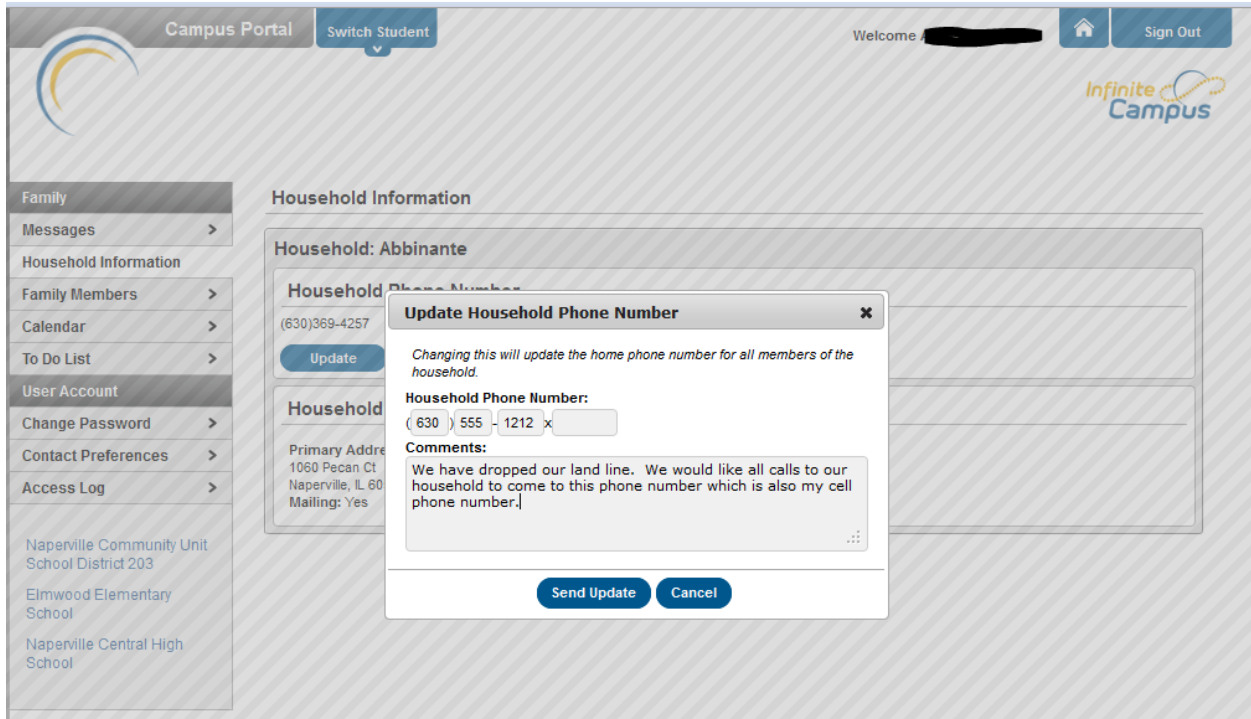 Campus Portal
Switch Student
Welcome
Sign Out
Infinite
Campus
Family
Messages >
Household Information
Family Members >
Calendar >
To Do List >
User Account
Change Password >
Contact Preferences >
Access Log >
Naperville Community Unit
School District 203
Elmwood Elementary
School
Naperville Central High
School
Household Information
Household: Abbinante
Household Phone Number
(630)369-4257
Update
Household
Primary Addre
1060 Pecan Ct
Naperville, IL 60
Mailing: Yes
Update Household Phone Number x
Changing this will update the home phone number for all members of the
household.
Household Phone Number:
( 630 ) 555 - 1212 x
Comments:
We have dropped our land line. We would like all calls to our
household to come to this phone number which is also my cell
phone number.
Send Update
Cancel